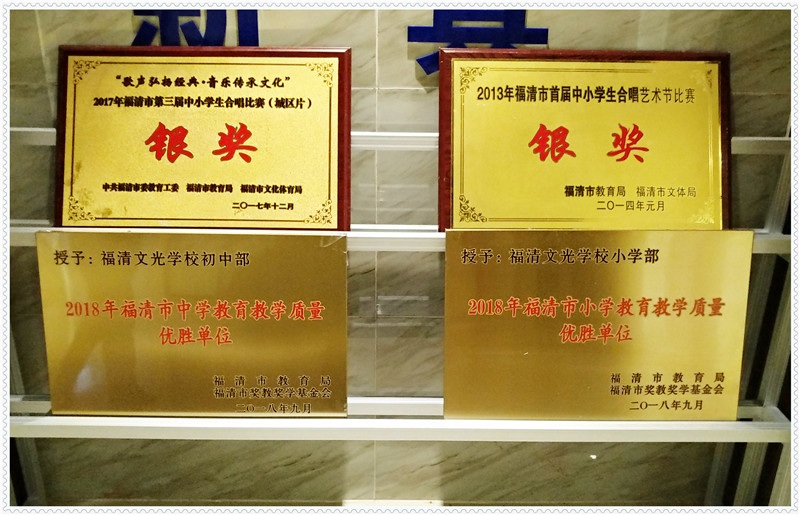 “歌声弘扬经典·音乐传承文化”
2017年福清市第三届中小学生合唱比赛（城区片）
银奖
中共福清市委教育工委 福清市教育局 福清市文化体育局
二〇一七年十二月
2013年福清市首届中小学生合唱艺术节比赛
银奖
福清市教育局 福清市文体局
二〇一四年元月
授予：福清文光学校初中部
2018年福清市中学教育教学质量
优胜单位
福清市教育局
福清市奖教奖学基金会
二〇一八年九月
授予：福清文光学校小学部
2018年福清市小学教育教学质量
优胜单位
福清市教育局
福清市奖教奖学基金会
二〇一八年九月